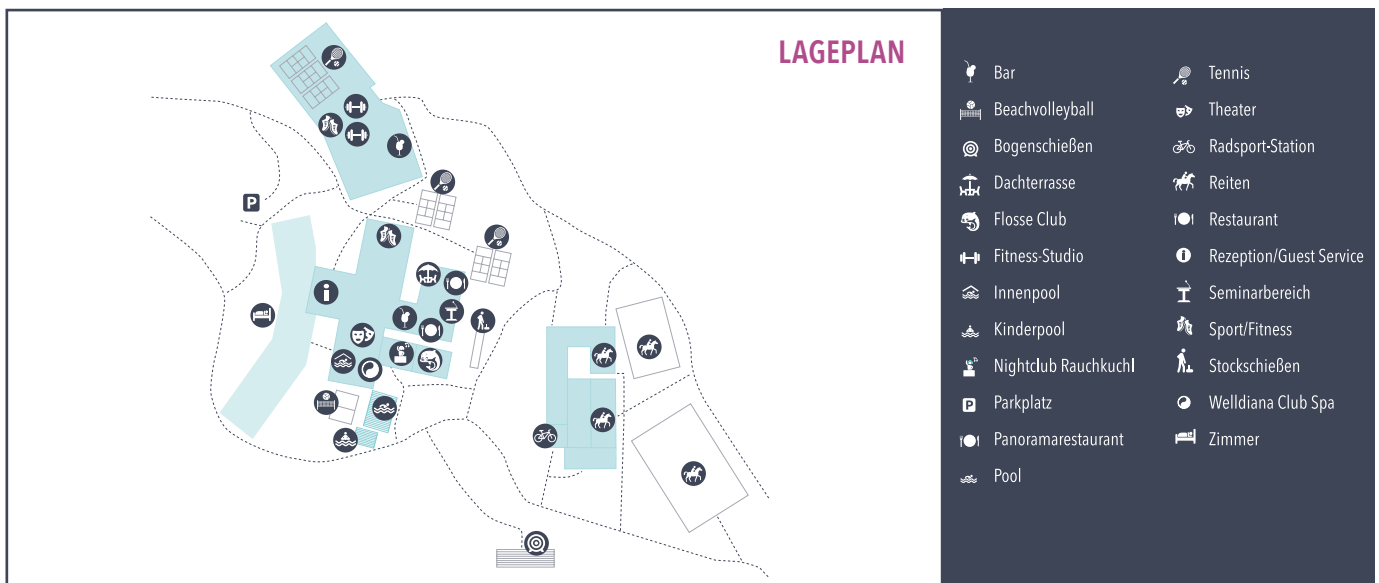 LAGEPLAN
P
i
Bar
Beachvolleyball
Bogenschießen
Dachterrasse
Flosse Club
Fitness-Studio
Innenpool
Kinderpool
Nightclub Rauchkuchl
P Parkplatz
Panoramarestaurant
Pool
Tennis
Theater
Radsport-Station
Reiten
Restaurant
i Rezeption/Guest Service
Seminarbereich
Sport/Fitness
Stockschießen
Welldiana Club Spa
Zimmer